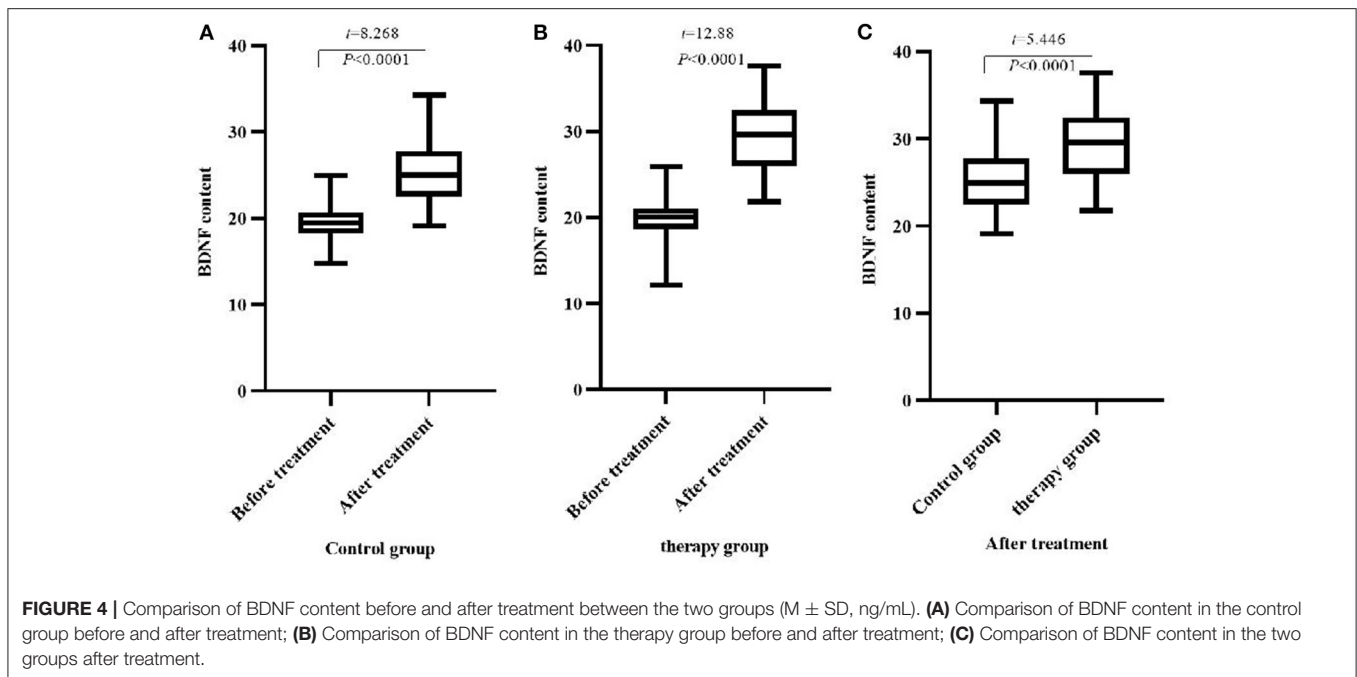 A
t=8.268
P<0.0001
40
30
20
10
0
BDNF content
Before treatment
After treatment
Control group
B
t=12.88
P<0.0001
40
30
20
10
0
BDNF content
Before treatment
After treatment
therapy group
C
t=5.446
P<0.0001
40
30
20
10
0
BDNF content
Control group
therapy group
After treatment
FIGURE 4 | Comparison of BDNF content before and after treatment between the two groups (M ± SD, ng/mL). (A) Comparison of BDNF content in the control
group before and after treatment; (B) Comparison of BDNF content in the therapy group before and after treatment; (C) Comparison of BDNF content in the two
groups after treatment.